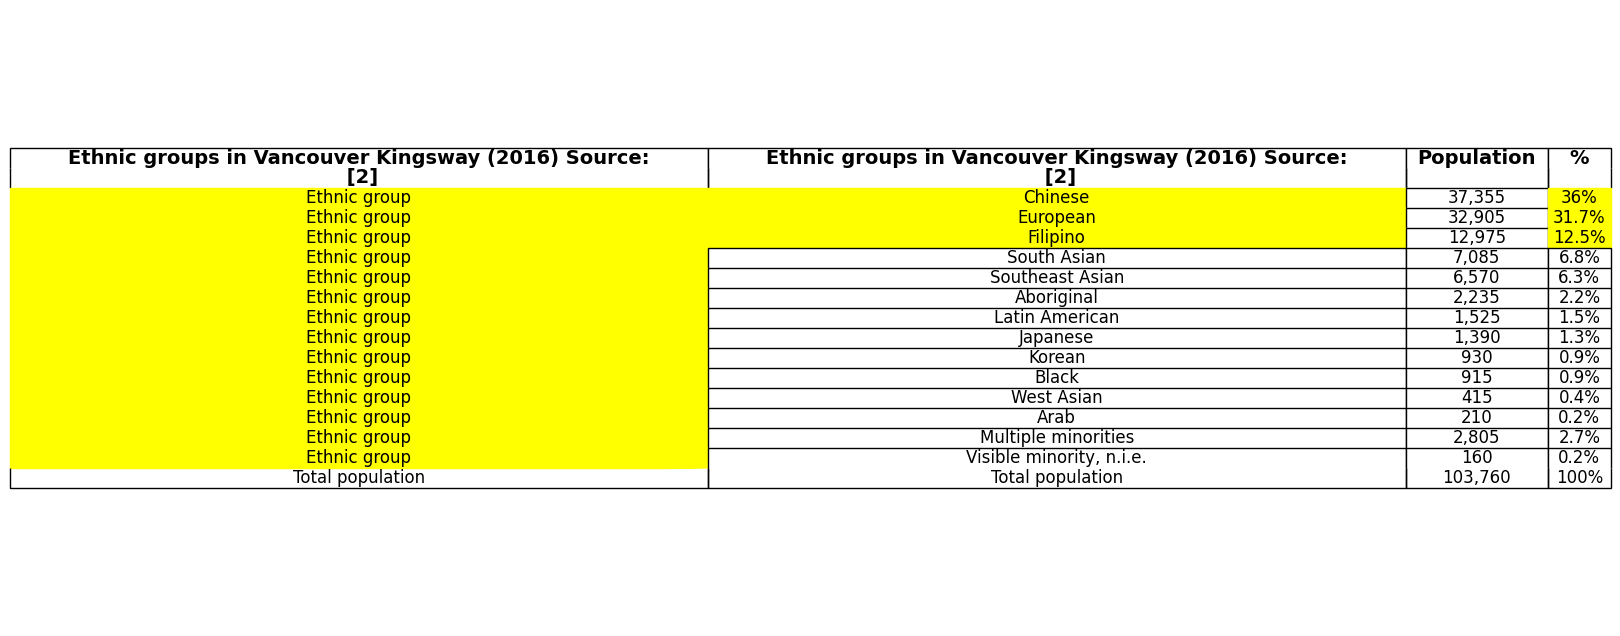 Ethnic groups in Vancouver Kingsway (2016) Source: Ethnic groups in Vancouver Kingsway (2016) Source: Population %
[2] [2]
Ethnic group Chinese 37,355 36%
Ethnic group European 32,905 31.7%
Ethnic group Filipino 12,975 12.5%
Ethnic group South Asian 7,085 6.8%
Ethnic group Southeast Asian 6,570 6.3%
Ethnic group Aboriginal 2,235 2.2%
Ethnic group Latin American 1,525 1.5%
Ethnic group Japanese 1,390 1.3%
Ethnic group Korean 930 0.9%
Ethnic group Black 915 0.9%
Ethnic group West Asian 415 0.4%
Ethnic group Arab 210 0.2%
Ethnic group Multiple minorities 2,805 2.7%
Ethnic group Visible minority, n.i.e. 160 0.2%
Total population Total population 103,760 100%